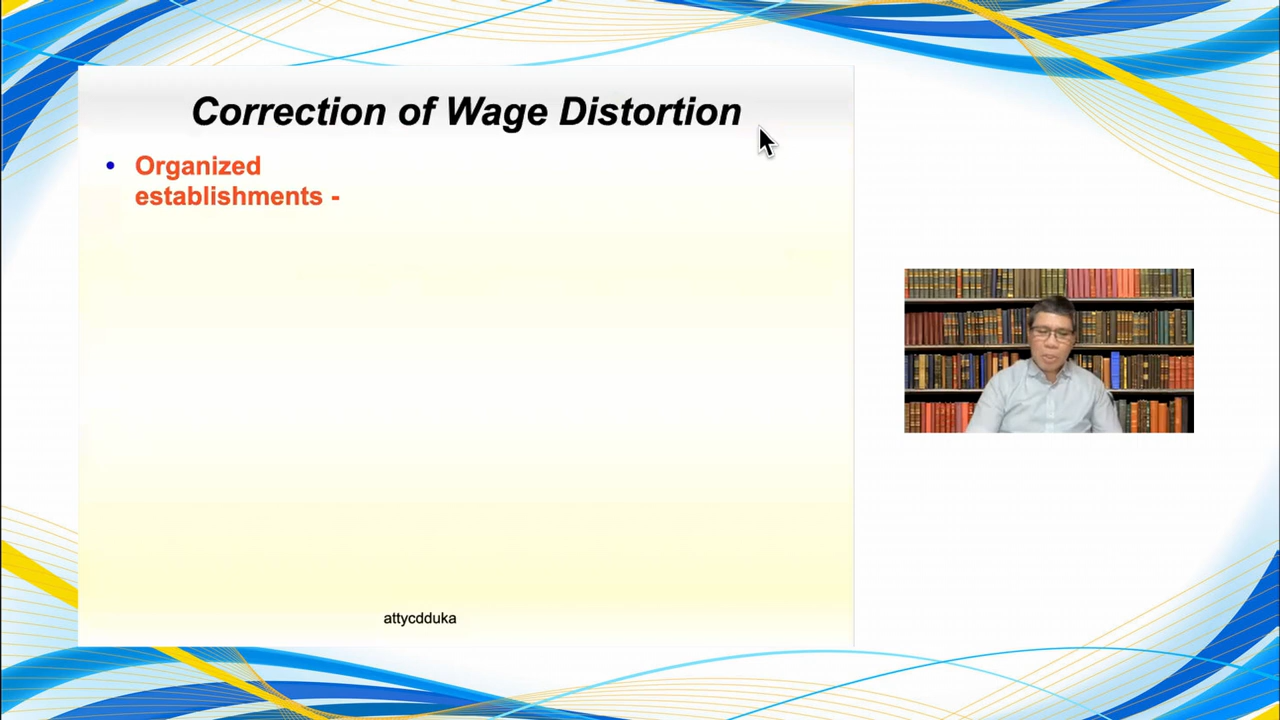 Correction of Wage Distortion
• Organized
establishments -
attycdduka